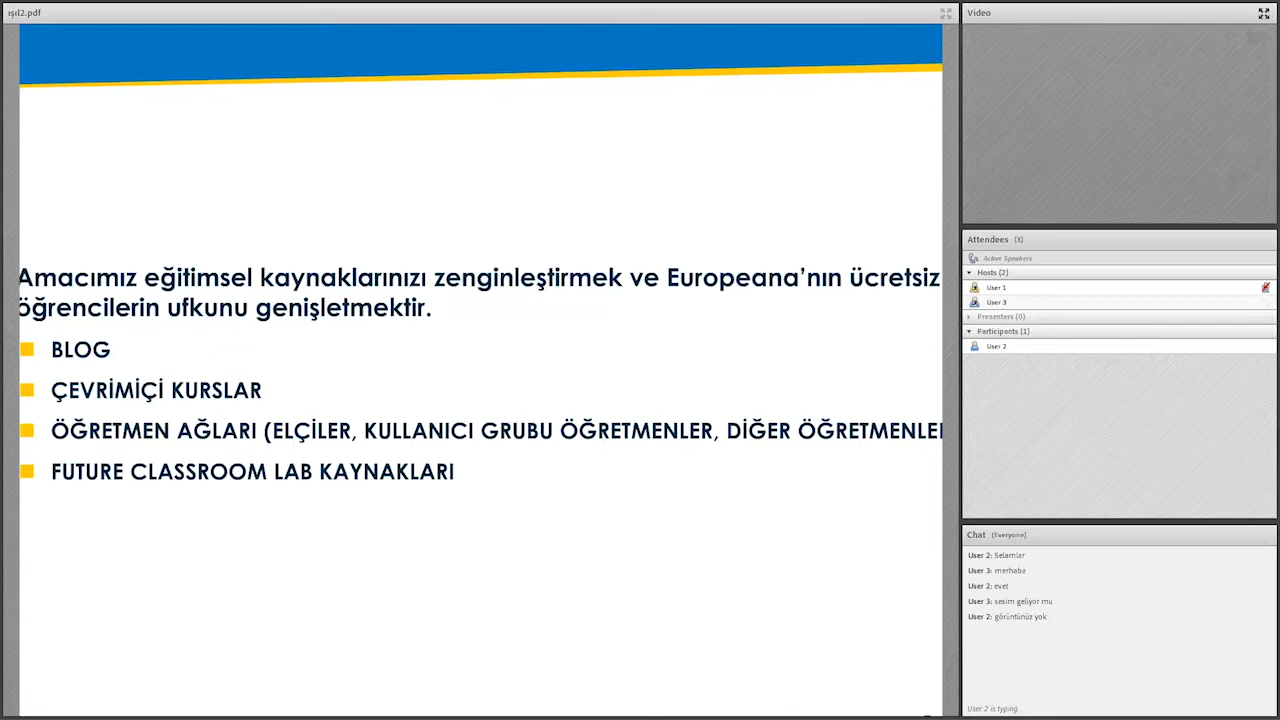 ışıl2.pdf
Amacımız eğitimsel kaynaklarınızı zenginleştirmek ve Europeana’nın ücretsiz
öğrencilerin ufkunu genişletmektir.
BLOG
ÇEVRİMİÇİ KURSLAR
ÖĞRETMEN AĞLARI (ELÇİLER, KULLANICI GRUBU ÖĞRETMENLER, DİĞER ÖĞRETMENLE
FUTURE CLASSROOM LAB KAYNAKLARI
Video
Attendees (3)
Active Speakers
Hosts (2)
User 1
User 3
Presenters (0)
Participants (1)
User 2
Chat (Everyone)
User 2: Selamlar
User 3: merhaba
User 2: evet
User 3: sesim geliyor mu
User 2: görüntünüz yok
User 2 is typing.